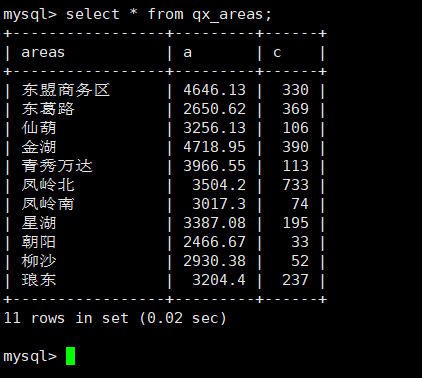 mysql> select * from qx_areas;
+-----------------+---------+------+
| areas           | a       | c    |
+-----------------+---------+------+
| 东盟商务区      | 4646.13 |  330 |
| 东葛路          | 2650.62 |  369 |
| 仙葫            | 3256.13 |  106 |
| 金湖            | 4718.95 |  390 |
| 青秀万达        | 3966.55 |  113 |
| 凤岭北          |  3504.2 |  733 |
| 凤岭南          |  3017.3 |   74 |
| 星湖            | 3387.08 |  195 |
| 朝阳            | 2466.67 |   33 |
| 柳沙            | 2930.38 |   52 |
| 琅东            |  3204.4 |  237 |
+-----------------+---------+------+
11 rows in set (0.02 sec)
mysql>